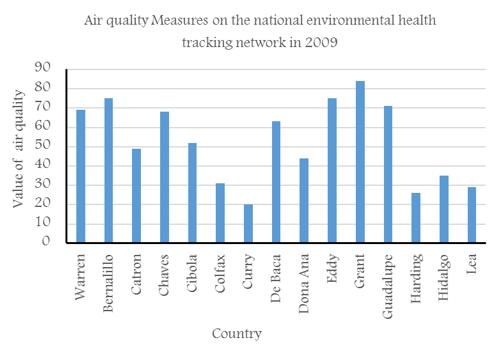 Air quality Measures on the national environmental health
tracking network in 2009
Value of air quality
90
80
70
60
50
40
30
20
10
0
Warren
Bernalillo
Catron
Chaves
Cibola
Colfax
Curry
De Baca
Dona Ana
Eddy
Grant
Guadalupe
Harding
Hidalgo
Lea
Country